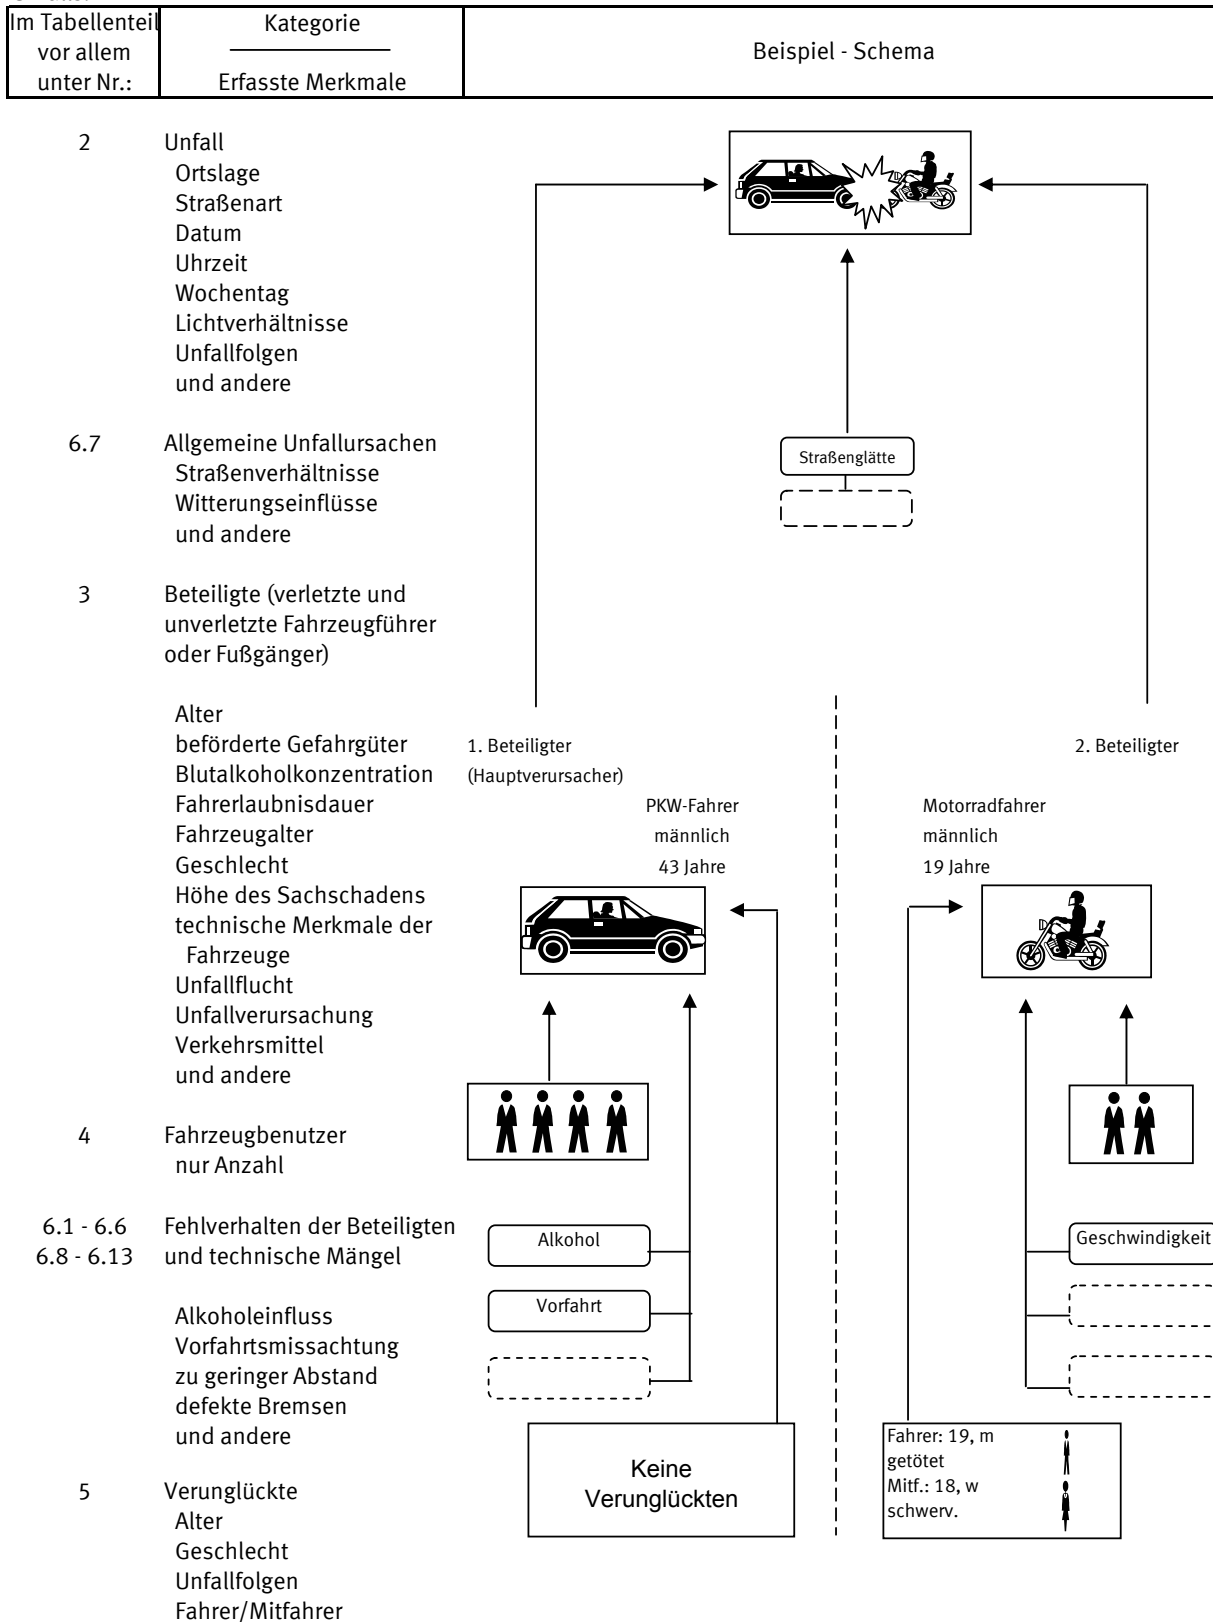 Im Tabellenteil
vor allem
unter Nr.:
Kategorie
Erfasste Merkmale
Beispiel - Schema
2
Unfall
Ortslage
Straßenart
Datum
Uhrzeit
Wochentag
Lichtverhältnisse
Unfallfolgen
und andere
6.7
Allgemeine Unfallursachen
Straßenverhältnisse
Witterungseinflüsse
und andere
Straßenglätte
3
Beteiligte (verletzte und
unverletzte Fahrzeugführer
oder Fußgänger)
Alter
beförderte Gefahrgüter
Blutalkoholkonzentration
Fahrerlaubnisdauer
Fahrzeugalter
Geschlecht
Höhe des Sachschadens
technische Merkmale der
Fahrzeuge
Unfallflucht
Unfallverursachung
Verkehrsmittel
und andere
1. Beteiligter
(Hauptverursacher)
PKW-Fahrer
männlich
43 Jahre
2. Beteiligter
Motorradfahrer
männlich
19 Jahre
4
Fahrzeugbenutzer
nur Anzahl
6.1 - 6.6
6.8 - 6.13
Fehlverhalten der Beteiligten
und technische Mängel
Alkoholeinfluss
Vorfahrtsmissachtung
zu geringer Abstand
defekte Bremsen
und andere
Alkohol
Vorfahrt
Geschwindigkeit
5
Verunglückte
Alter
Geschlecht
Unfallfolgen
Fahrer/Mitfahrer
Keine
Verunglückten
Fahrer: 19, m
getötet
Mitf.: 18, w
schwerv.